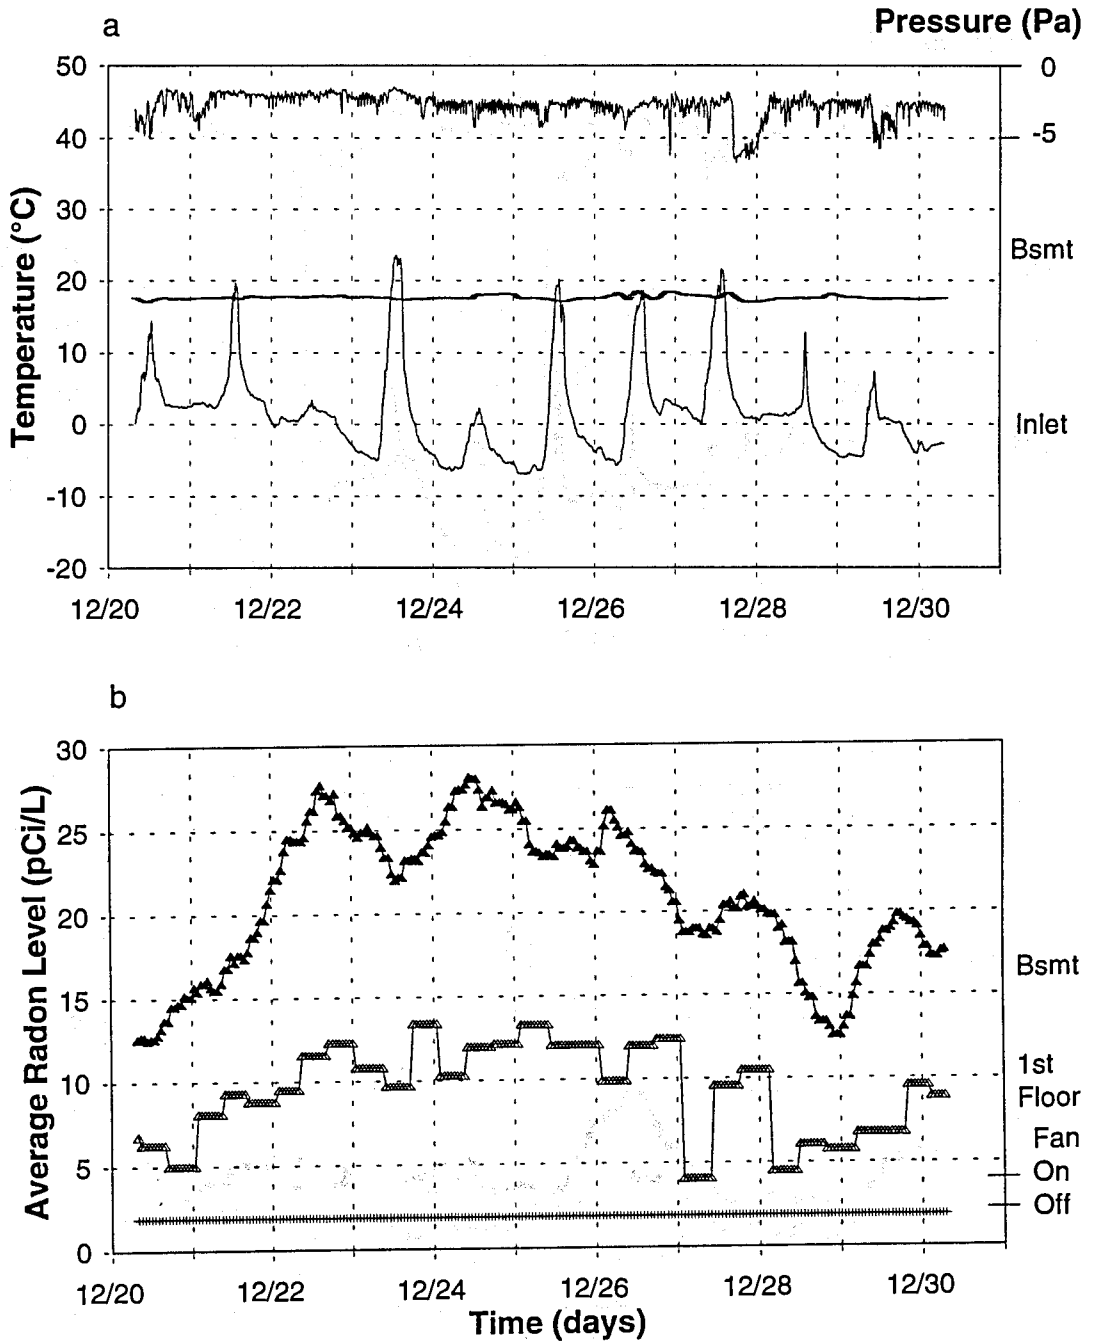 a
Pressure (Pa)
50
0
40
-5
30
Bsmt
20
10
0
Inlet
-10
-20
Temperature (°C)
12/20
12/22
12/24
12/26
12/28
12/30
b
30
25
20
15
10
5
0
Bsmt
1st
Floor
Fan
On
Off
Average Radon Level (pCi/L)
12/20
12/22
12/24
12/26
12/28
12/30
Time (days)